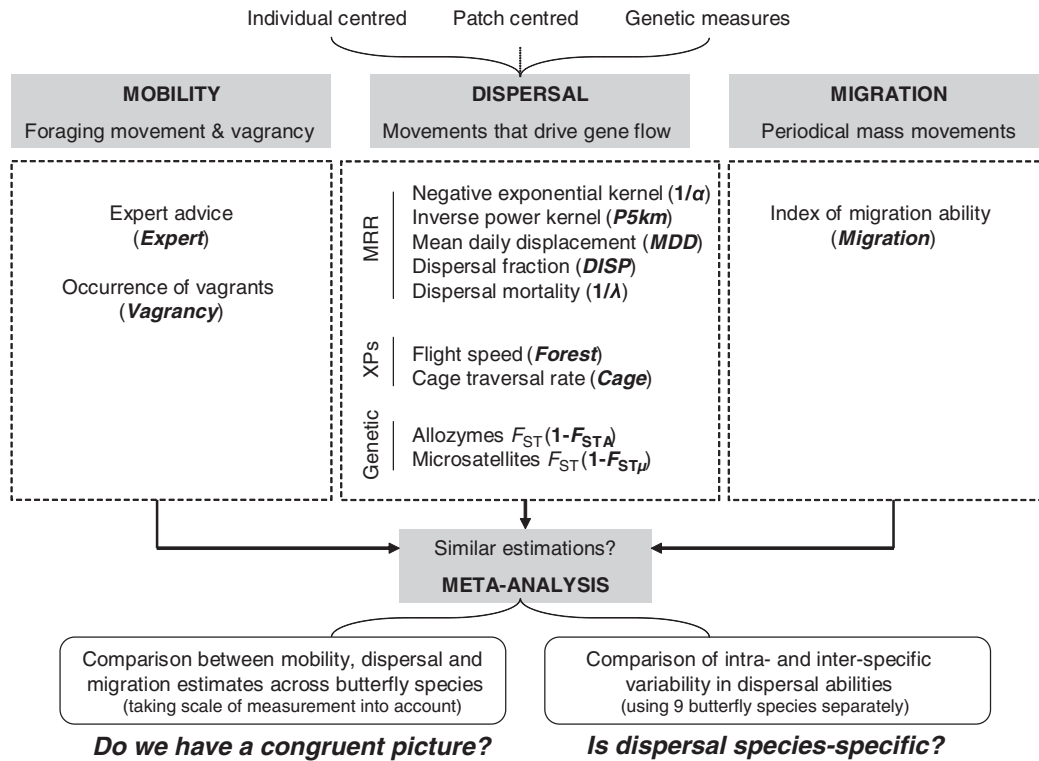 Individual centred
Patch centred
Genetic measures
MOBILITY
Foraging movement & vagrancy
DISPERSAL
Movements that drive gene flow
MIGRATION
Periodical mass movements
Expert advice
(Expert)
Occurrence of vagrants
(Vagrancy)
MRR
Negative exponential kernel (1/α)
Inverse power kernel (P5km)
Mean daily displacement (MDD)
Dispersal fraction (DISP)
Dispersal mortality (1/λ)
XPs
Flight speed (Forest)
Cage traversal rate (Cage)
Genetic
Allozymes FST (1-FSTA)
Microsatellites FST (1-FSTμ)
Index of migration ability
(Migration)
Similar estimations?
META-ANALYSIS
Comparison between mobility, dispersal and
migration estimates across butterfly species
(taking scale of measurement into account)
Comparison of intra- and inter-specific
variability in dispersal abilities
(using 9 butterfly species separately)
Do we have a congruent picture?
Is dispersal species-specific?